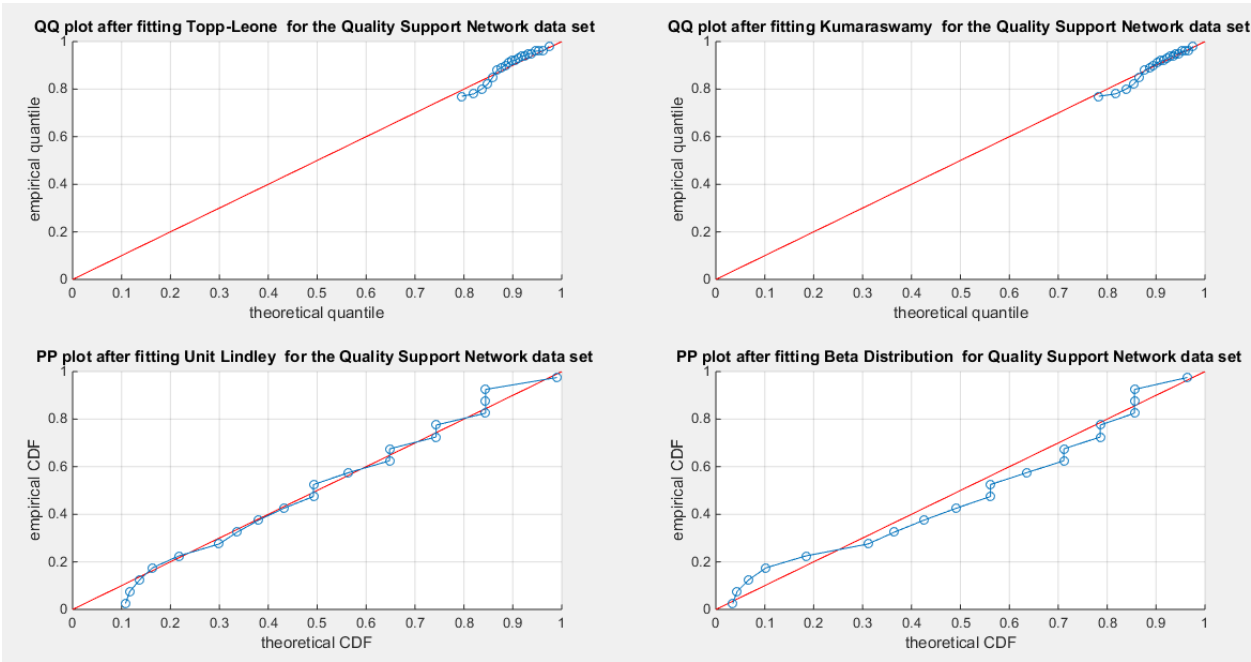 QQ plot after fitting Topp-Leone  for the Quality Support Network data set
1
0.8
0.6
0.4
0.2
0
empirical quantile
0 0.1 0.2 0.3 0.4 0.5 0.6 0.7 0.8 0.9 1
theoretical quantile
QQ plot after fitting Kumaraswamy  for the Quality Support Network data set
1
0.8
0.6
0.4
0.2
0
empirical quantile
0 0.1 0.2 0.3 0.4 0.5 0.6 0.7 0.8 0.9 1
theoretical quantile
PP plot after fitting Unit Lindley  for the Quality Support Network data set
1
0.8
0.6
0.4
0.2
0
empirical CDF
0 0.1 0.2 0.3 0.4 0.5 0.6 0.7 0.8 0.9 1
theoretical CDF
PP plot after fitting Beta Distribution  for Quality Support Network data set
1
0.8
0.6
0.4
0.2
0
empirical CDF
0 0.1 0.2 0.3 0.4 0.5 0.6 0.7 0.8 0.9 1
theoretical CDF